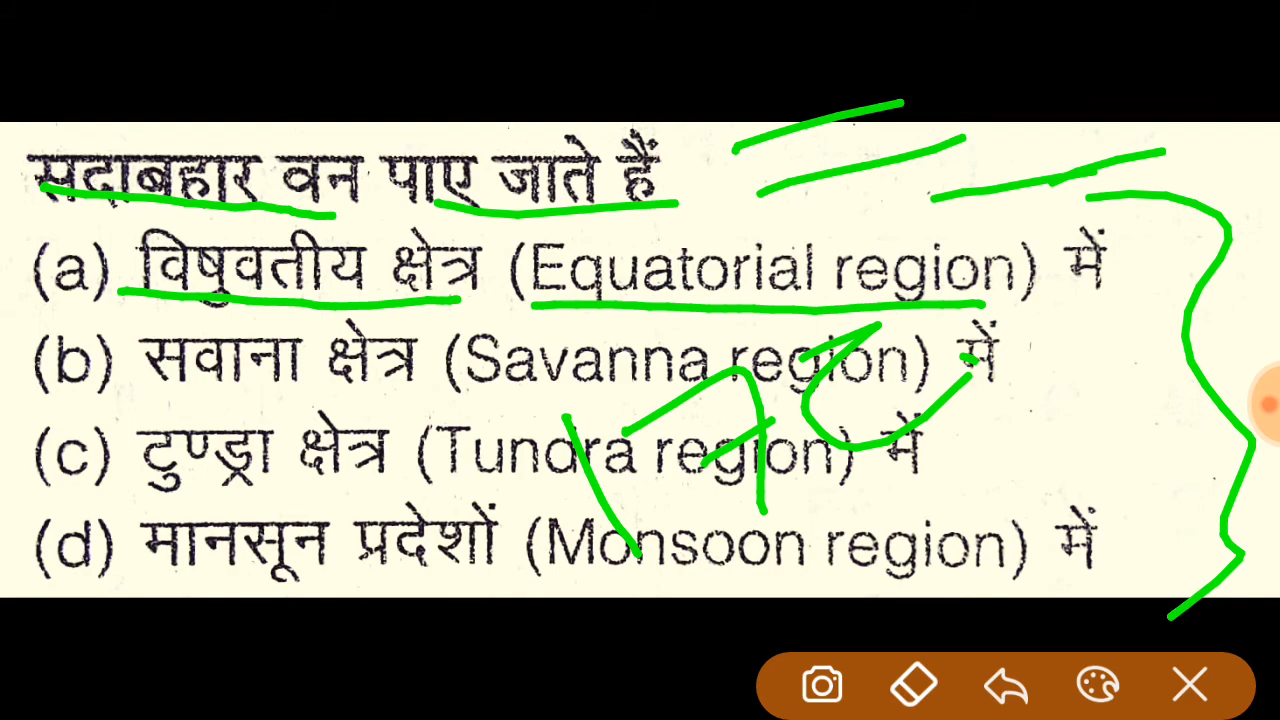 सदाबहार वन पाए जाते हैं
(a) विषुवतीय क्षेत्र (Equatorial region) में
(b) सवाना क्षेत्र (Savanna region) में
(c) टुण्ड्रा क्षेत्र (Tundra region) में
(d) मानसून प्रदेशों (Monsoon region) में